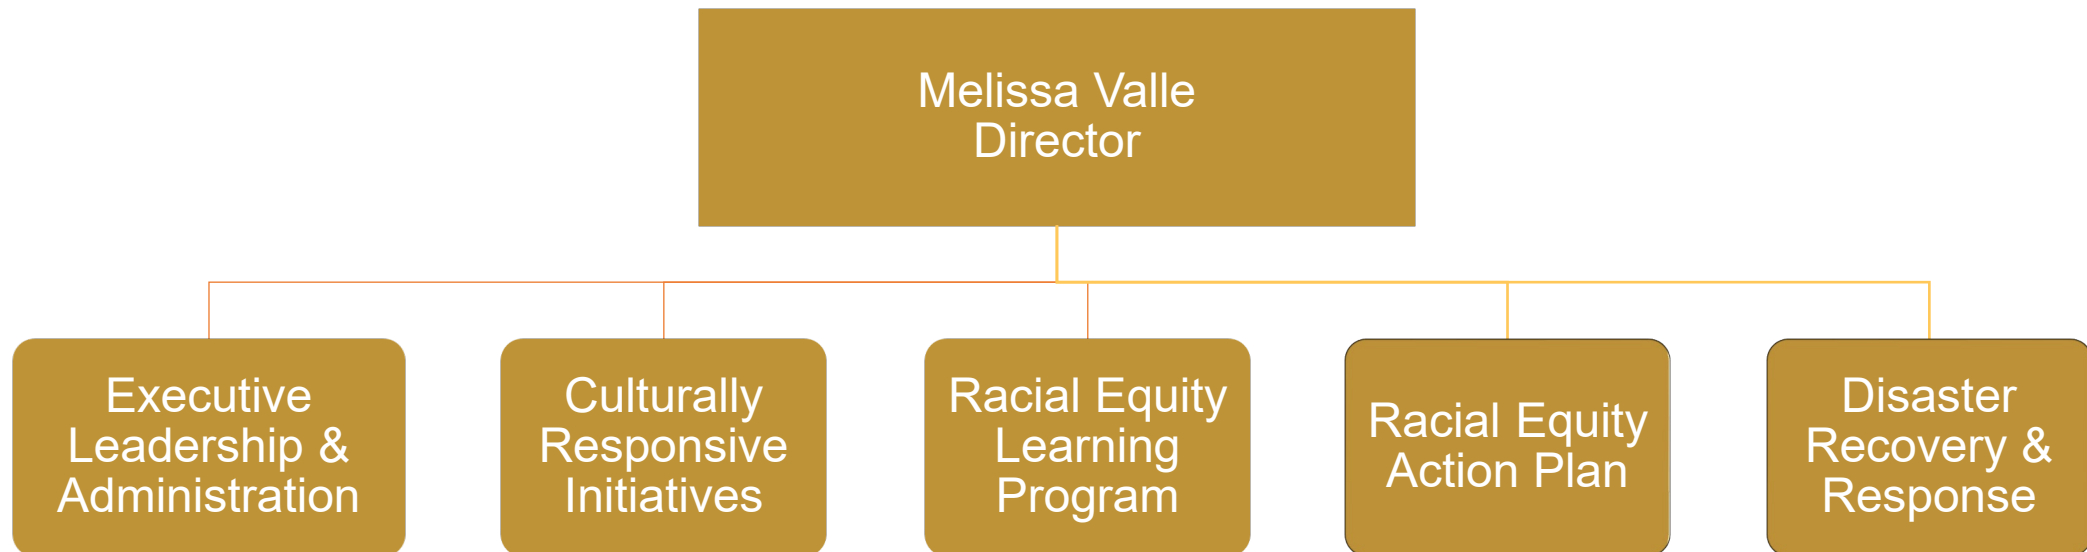 Melissa Valle
Director
Executive
Leadership &
Administration
Culturally
Responsive
Initiatives
Racial Equity
Learning
Program
Racial Equity
Action Plan
Disaster
Recovery &
Response